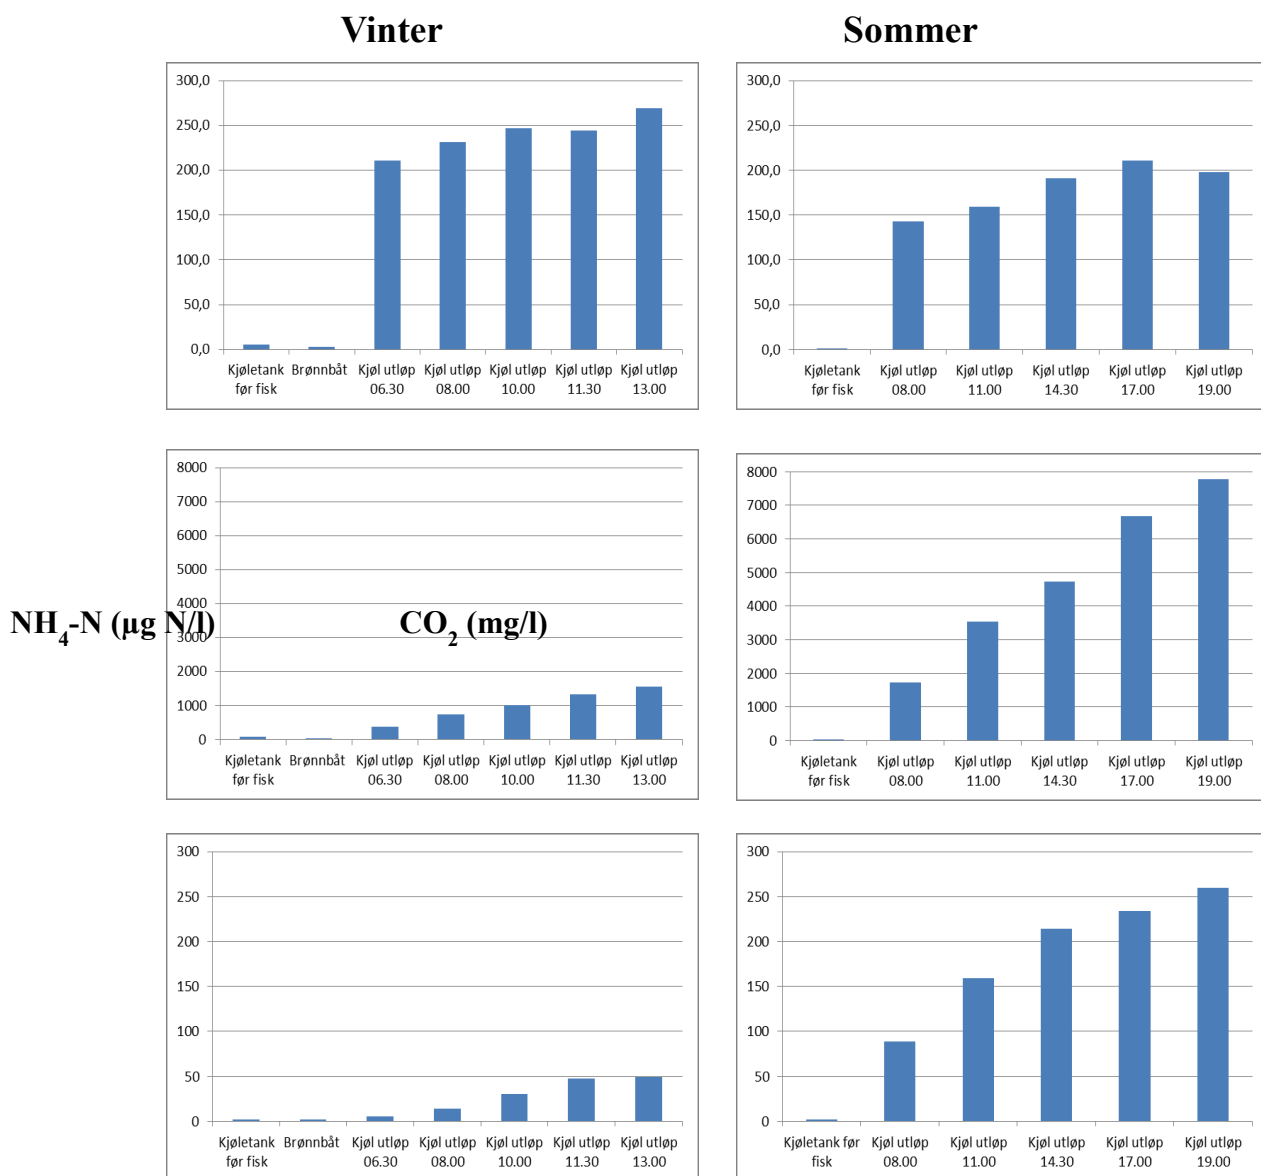 Vinter
Sommer
300,0
250,0
200,0
150,0
100,0
50,0
0,0
Kjøletank før fisk
Brønnbåt
Kjøl utløp 06.30
Kjøl utløp 08.00
Kjøl utløp 10.00
Kjøl utløp 11.30
Kjøl utløp 13.00
300,0
250,0
200,0
150,0
100,0
50,0
0,0
Kjøletank før fisk
Kjøl utløp 08.00
Kjøl utløp 11.00
Kjøl utløp 14.30
Kjøl utløp 17.00
Kjøl utløp 19.00
8000
7000
6000
5000
4000
3000
2000
1000
0
NH4-N (µg N/l)
CO2 (mg/l)
Kjøletank før fisk
Brønnbåt
Kjøl utløp 06.30
Kjøl utløp 08.00
Kjøl utløp 10.00
Kjøl utløp 11.30
Kjøl utløp 13.00
8000
7000
6000
5000
4000
3000
2000
1000
0
Kjøletank før fisk
Kjøl utløp 08.00
Kjøl utløp 11.00
Kjøl utløp 14.30
Kjøl utløp 17.00
Kjøl utløp 19.00
300
250
200
150
100
50
0
Kjøletank før fisk
Brønnbåt
Kjøl utløp 06.30
Kjøl utløp 08.00
Kjøl utløp 10.00
Kjøl utløp 11.30
Kjøl utløp 13.00
300
250
200
150
100
50
0
Kjøletank før fisk
Kjøl utløp 08.00
Kjøl utløp 11.00
Kjøl utløp 14.30
Kjøl utløp 17.00
Kjøl utløp 19.00